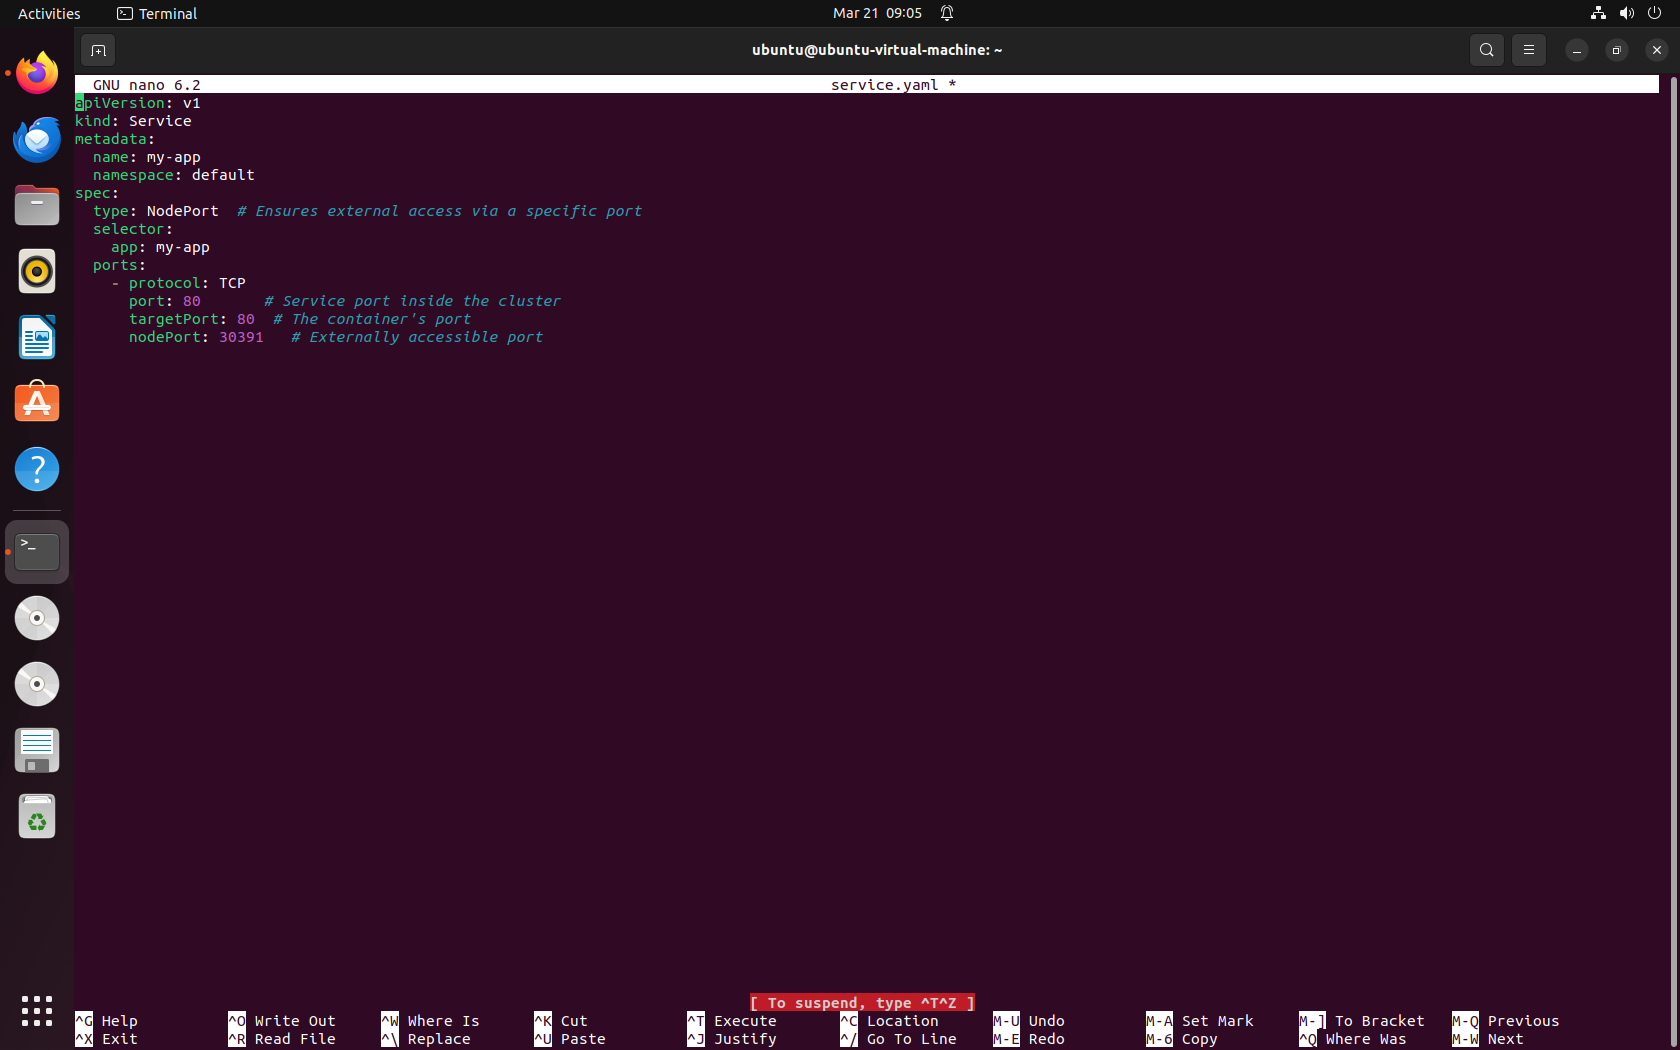 Activities Terminal Mar 21 09:05
ubuntu@ubuntu-virtual-machine: ~
GNU nano 6.2 service.yaml *
apiVersion: v1
kind: Service
metadata:
  name: my-app
  namespace: default
spec:
  type: NodePort  # Ensures external access via a specific port
  selector:
    app: my-app
  ports:
    - protocol: TCP
      port: 80       # Service port inside the cluster
      targetPort: 80  # The container's port
      nodePort: 30391   # Externally accessible port
[ To suspend, type ^T^Z ]
^G Help ^O Write Out ^W Where Is ^K Cut ^T Execute ^C Location M-U Undo M-A Set Mark M-] To Bracket M-Q Previous
^X Exit ^R Read File ^\ Replace ^U Paste ^J Justify ^/ Go To Line M-E Redo M-6 Copy ^Q Where Was M-W Next